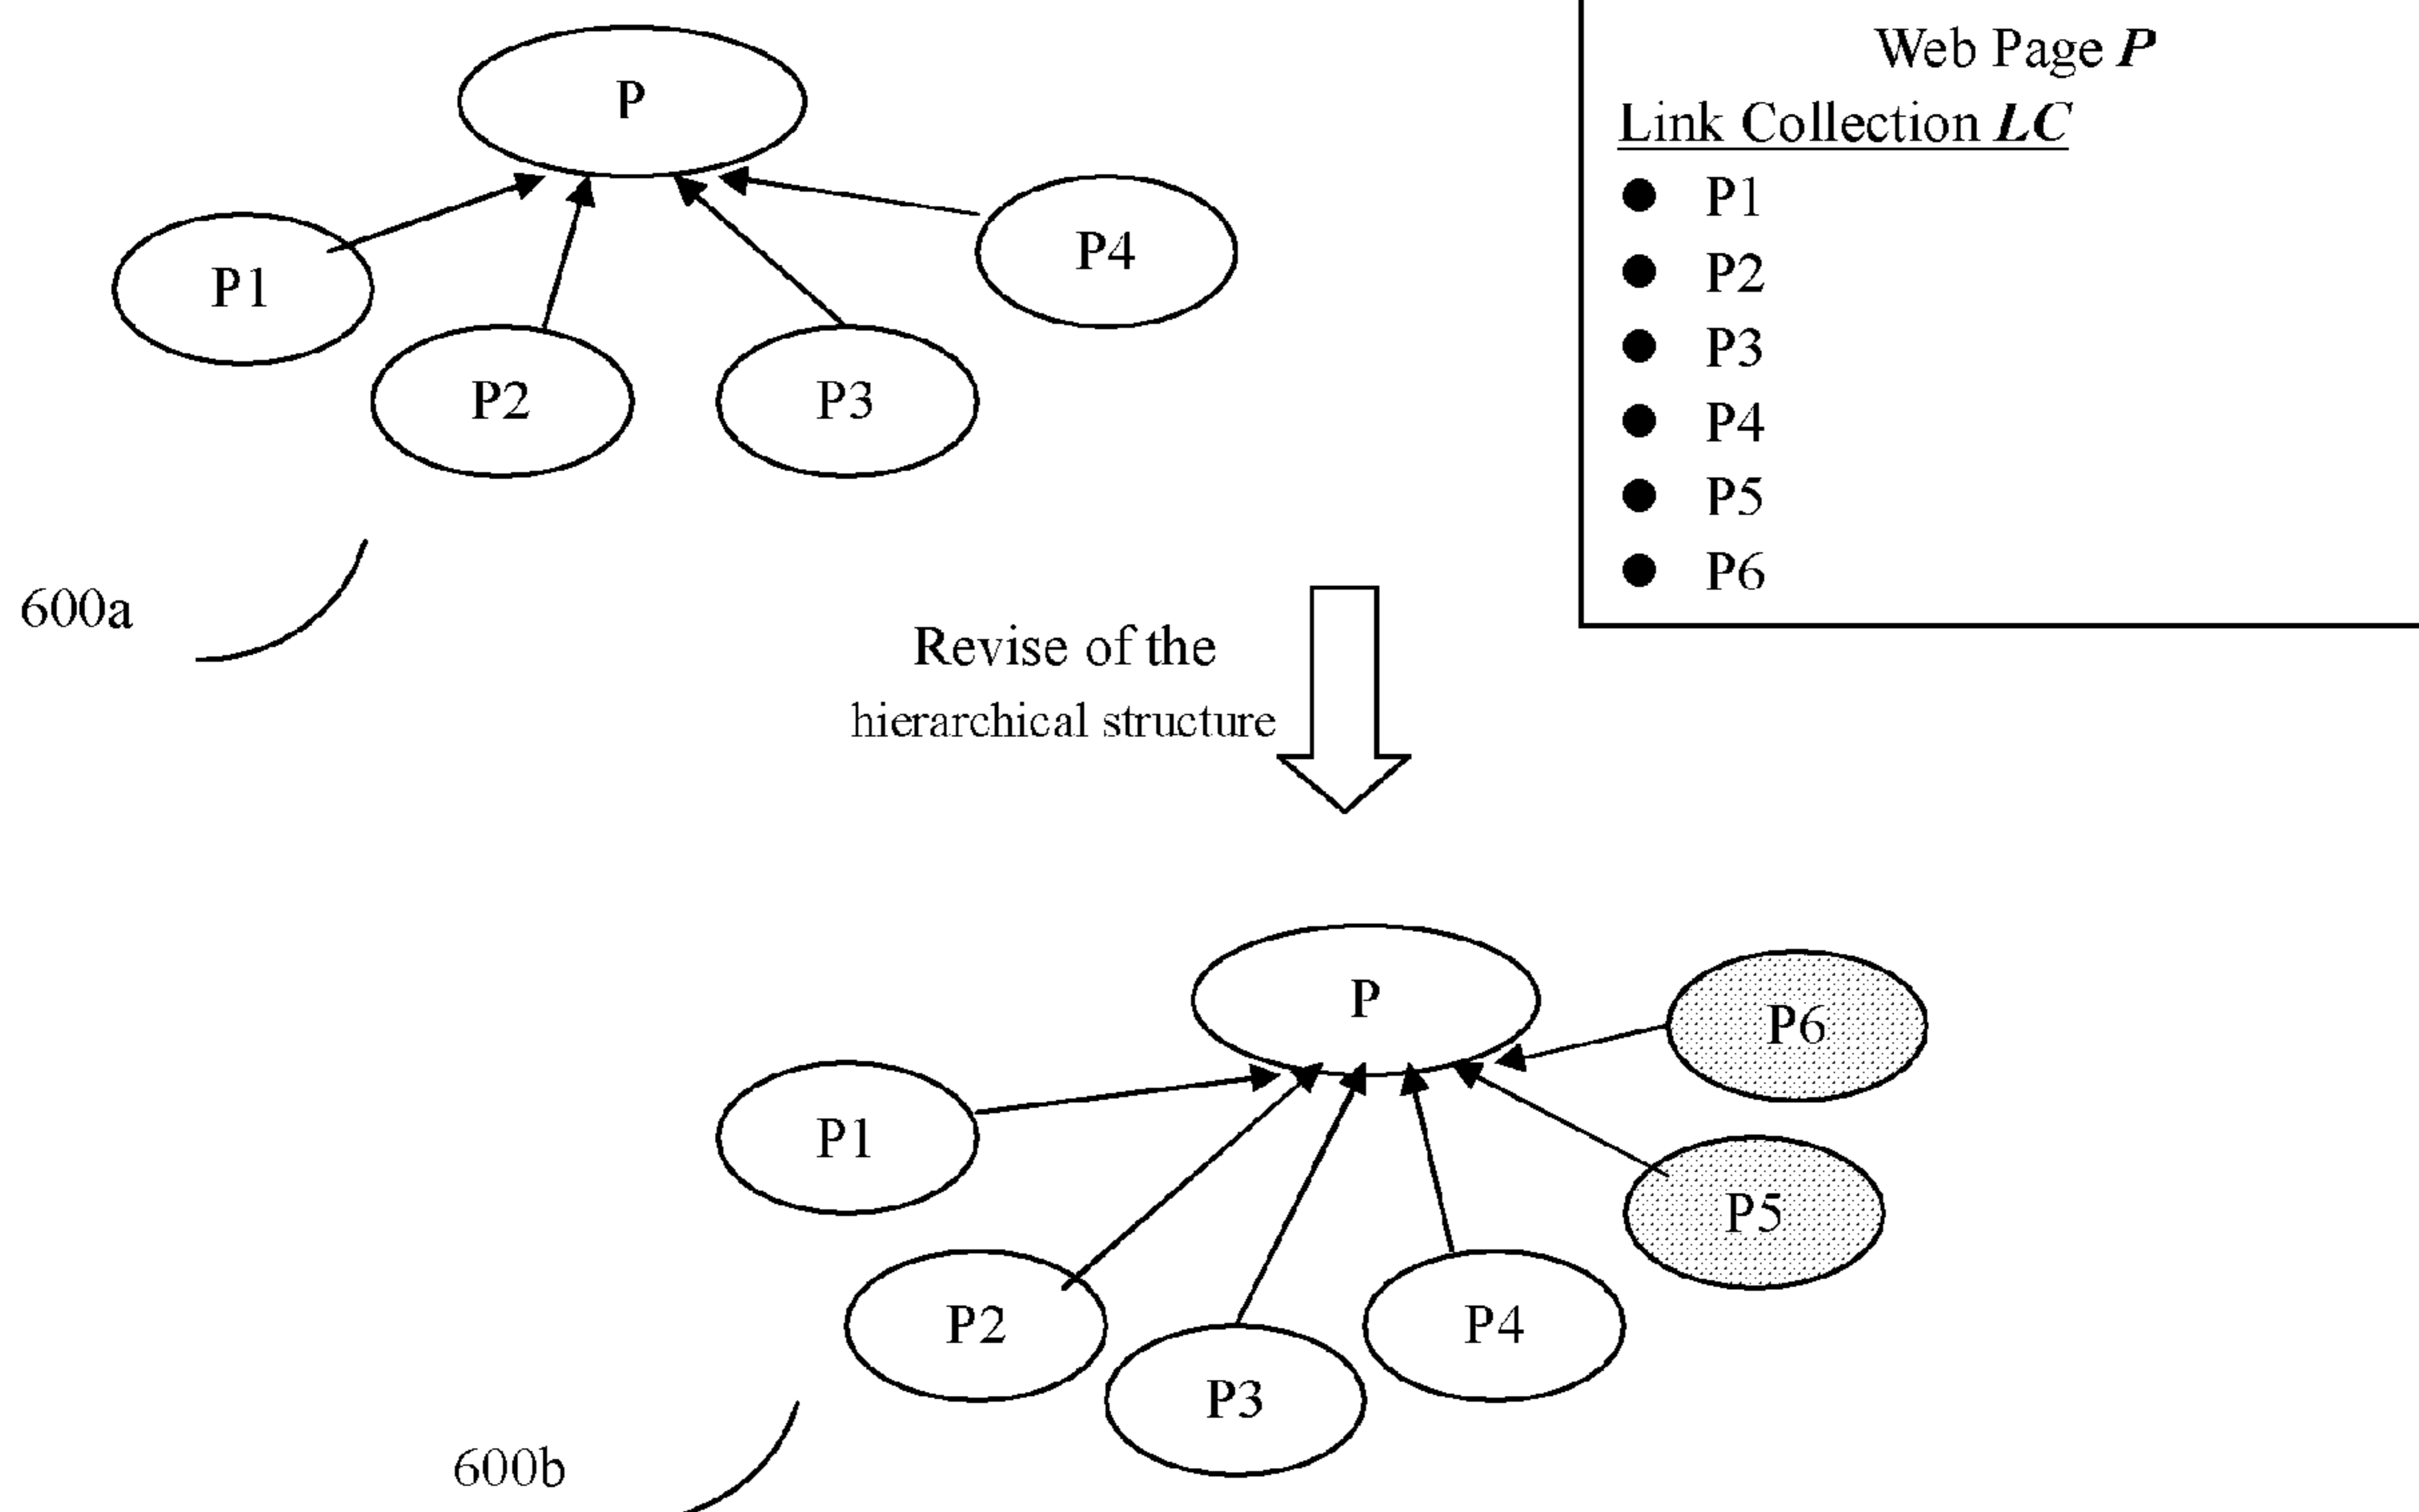 P
P1
P2
P3
P4
600a
Web Page P
Link Collection LC
● P1
● P2
● P3
● P4
● P5
● P6
Revise of the
hierarchical structure
P
P6
P1
P5
P2
P4
P3
600b